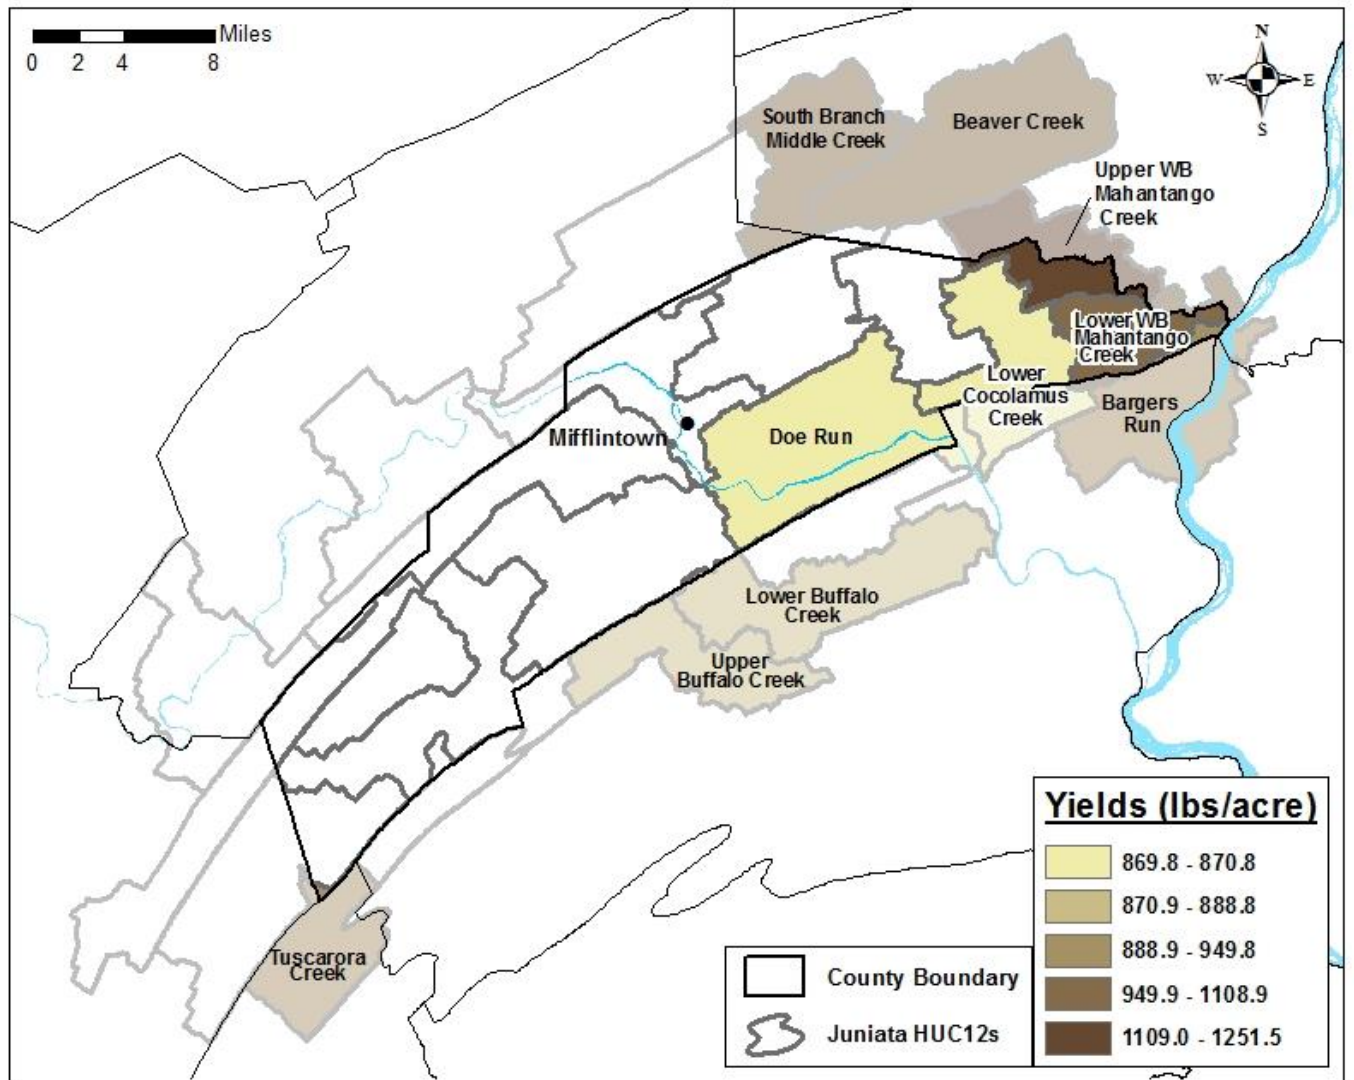 Miles
0 2 4 8
N
W E
S
South Branch
Middle Creek
Beaver Creek
Upper WB
Mahantango
Creek
Lower WB
Mahantango
Creek
Lower
Cocolamus
Creek
Bargers
Run
Mifflintown
Doe Run
Lower Buffalo
Creek
Upper
Buffalo Creek
Tuscarora
Creek
Yields (lbs/acre)
869.8 - 870.8
870.9 - 888.8
888.9 - 949.8
949.9 - 1108.9
1109.0 - 1251.5
County Boundary
Juniata HUC12s